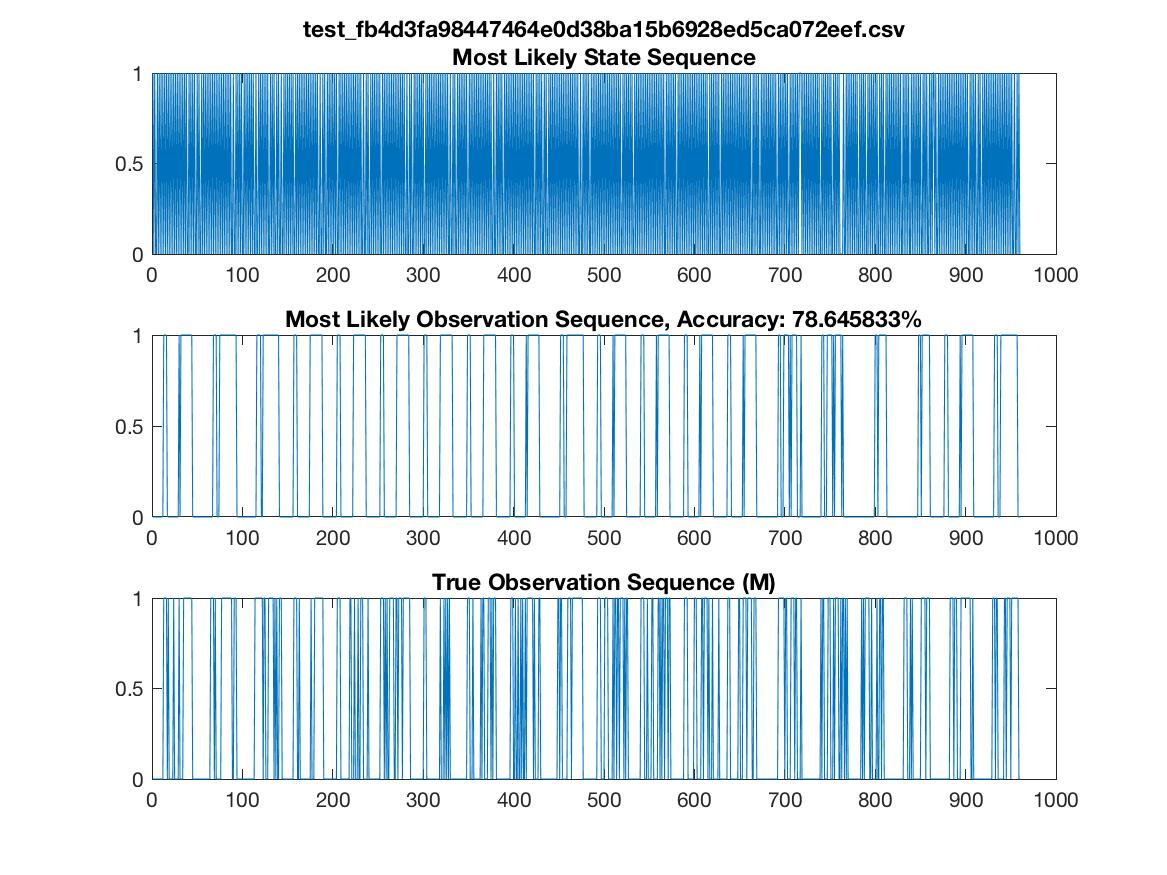 test_fb4d3fa98447464e0d38ba15b6928ed5ca072eef.csv
Most Likely State Sequence
1
0.5
0
0 100 200 300 400 500 600 700 800 900 1000
Most Likely Observation Sequence, Accuracy: 78.645833%
1
0.5
0
0 100 200 300 400 500 600 700 800 900 1000
True Observation Sequence (M)
1
0.5
0
0 100 200 300 400 500 600 700 800 900 1000